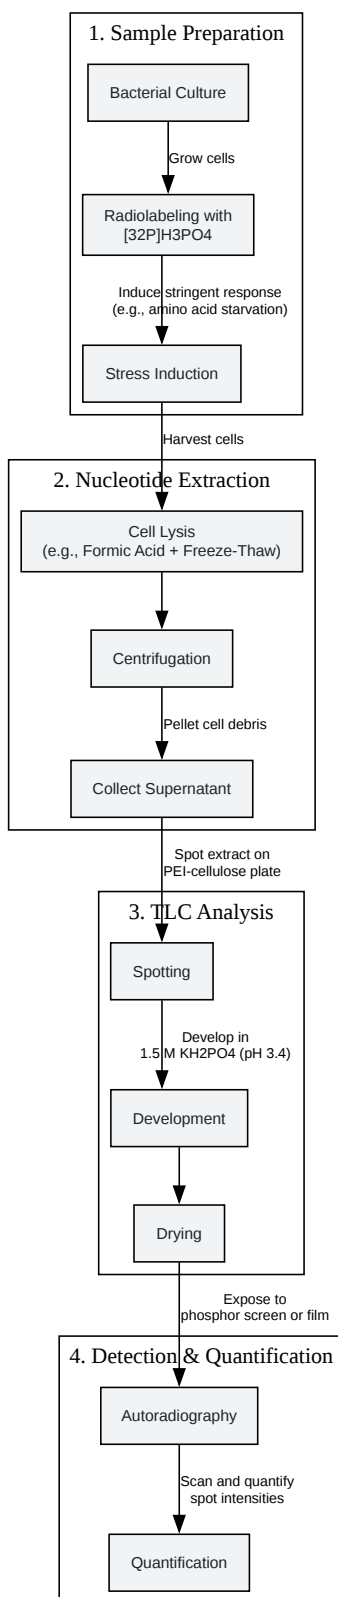 1. Sample Preparation
Bacterial Culture
Grow cells
Radiolabeling with
[32P]H3PO4
Induce stringent response
(e.g., amino acid starvation)
Stress Induction
Harvest cells
2. Nucleotide Extraction
Cell Lysis
(e.g., Formic Acid + Freeze-Thaw)
Centrifugation
Pellet cell debris
Collect Supernatant
Spot extract on
PEI-cellulose plate
3. TLC Analysis
Spotting
Develop in
1.5 M KH2PO4 (pH 3.4)
Development
Drying
Expose to
phosphor screen or film
4. Detection & Quantification
Autoradiography
Scan and quantify
spot intensities
Quantification